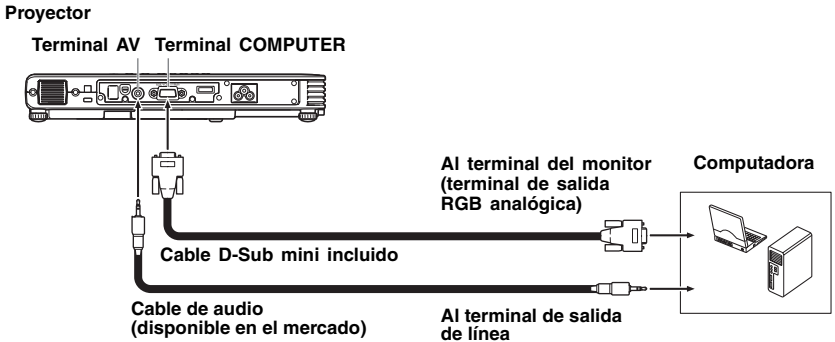 Proyector
Terminal AV Terminal COMPUTER
Al terminal del monitor
(terminal de salida
RGB analógica)
Computadora
Cable D-Sub mini incluido
Cable de audio
(disponible en el mercado)
Al terminal de salida
de línea